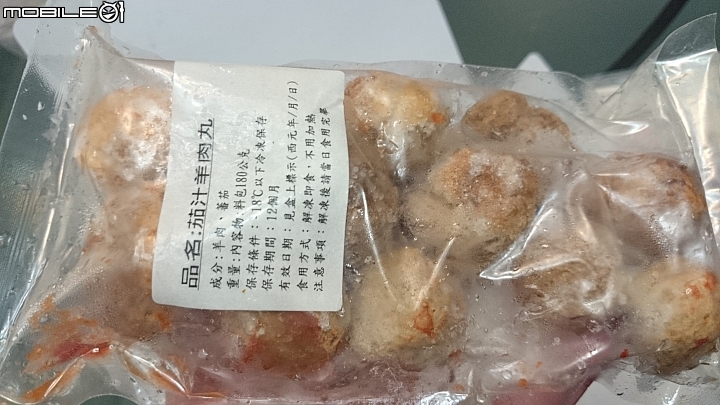 MOBILE01
品名:茄汁羊肉丸
成分:羊肉、蕃茄
重量:內容物 料包180公克
保存條件:-18℃以下冷凍保存
保存期間:12個月
有效日期:見盒上標示(西元年/月/日)
食用方式:解凍即食,不用加熱
注意事項:解凍後請當日食用完畢